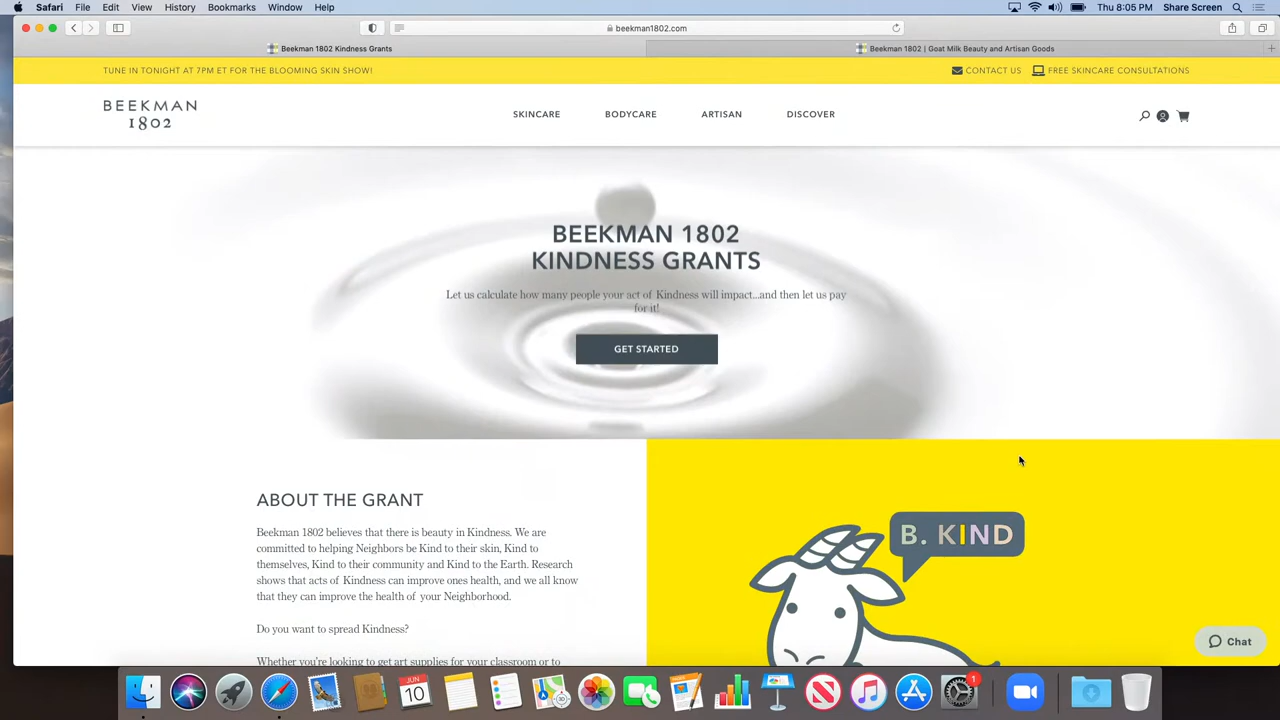 Safari File Edit View History Bookmarks Window Help Thu 8:05 PM Share Screen
beekman1802.com
Beekman 1802 Kindness Grants
Beekman 1802 | Goat Milk Beauty and Artisan Goods
TUNE IN TONIGHT AT 7PM ET FOR THE BLOOMING SKIN SHOW!
CONTACT US FREE SKINCARE CONSULTATIONS
BEEKMAN
1802
SKINCARE BODYCARE ARTISAN DISCOVER
BEEKMAN 1802
KINDNESS GRANTS
Let us calculate how many people your act of Kindness will impact...and then let us pay
for it!
GET STARTED
ABOUT THE GRANT
Beekman 1802 believes that there is beauty in Kindness. We are
committed to helping Neighbors be Kind to their skin, Kind to
themselves, Kind to their community and Kind to the Earth. Research
shows that acts of Kindness can improve ones health, and we all know
that they can improve the health of your Neighborhood.
Do you want to spread Kindness?
Whether you're looking to get art supplies for your classroom or to
B. KIND
Chat
JUN
10
1